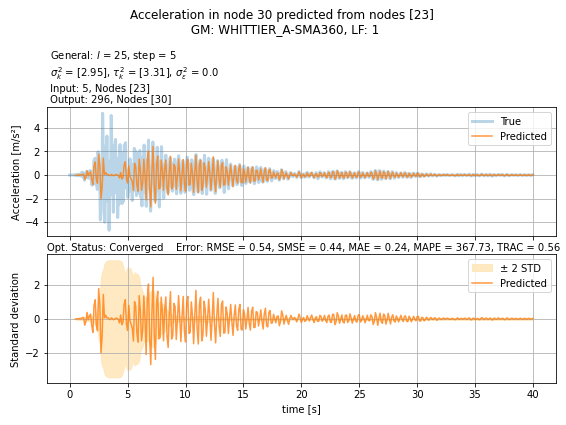 Acceleration in node 30 predicted from nodes [23]
GM: WHITTIER_A-SMA360, LF: 1
General: l = 25, step = 5
σ²ₖ = [2.95], τ²ₖ = [3.31], σ²ε = 0.0
Input: 5, Nodes [23]
Output: 296, Nodes [30]
Acceleration [m/s²]
4
2
0
−2
−4
True
Predicted
Opt. Status: Converged    Error: RMSE = 0.54, SMSE = 0.44, MAE = 0.24, MAPE = 367.73, TRAC = 0.56
Standard deviation
2
0
−2
± 2 STD
Predicted
0 5 10 15 20 25 30 35 40
time [s]